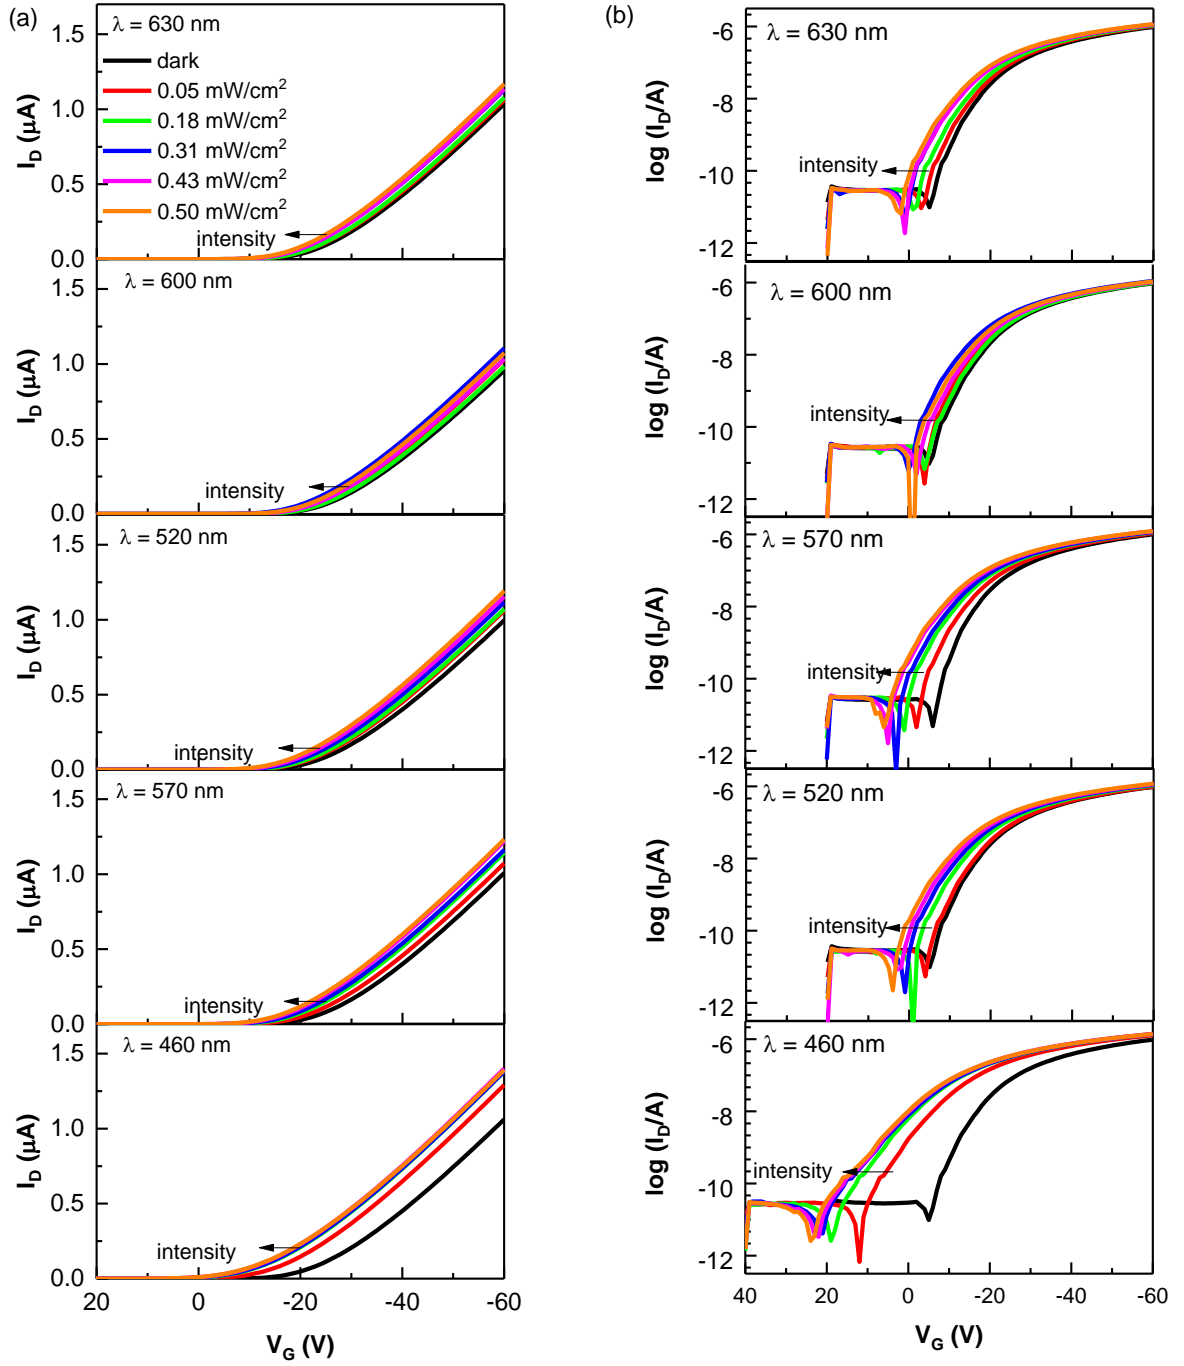 (a)
λ = 630 nm
dark
0.05 mW/cm²
0.18 mW/cm²
0.31 mW/cm²
0.43 mW/cm²
0.50 mW/cm²
intensity
1.5
1.0
0.5
0.0
I_D (μA)
λ = 600 nm
intensity
1.5
1.0
0.5
0.0
I_D (μA)
λ = 520 nm
intensity
1.5
1.0
0.5
0.0
I_D (μA)
λ = 570 nm
intensity
1.5
1.0
0.5
0.0
I_D (μA)
λ = 460 nm
intensity
1.5
1.0
0.5
0.0
I_D (μA)
20 0 -20 -40 -60
V_G (V)
(b)
λ = 630 nm
intensity
-6
-8
-10
-12
log (I_D/A)
λ = 600 nm
intensity
-6
-8
-10
-12
log (I_D/A)
λ = 570 nm
intensity
-6
-8
-10
-12
log (I_D/A)
λ = 520 nm
intensity
-6
-8
-10
-12
log (I_D/A)
λ = 460 nm
intensity
-6
-8
-10
-12
log (I_D/A)
40 20 0 -20 -40 -60
V_G (V)